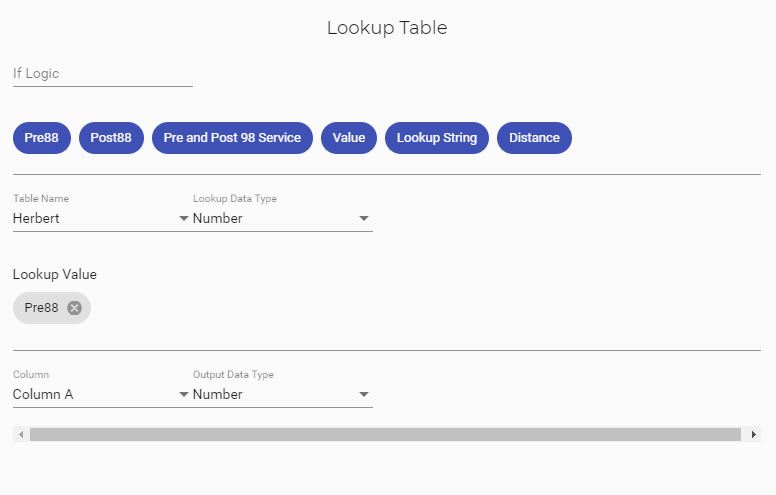 Lookup Table
If Logic
Pre88 Post88 Pre and Post 98 Service Value Lookup String Distance
Table Name Lookup Data Type
Herbert Number
Lookup Value
Pre88
Column Output Data Type
Column A Number